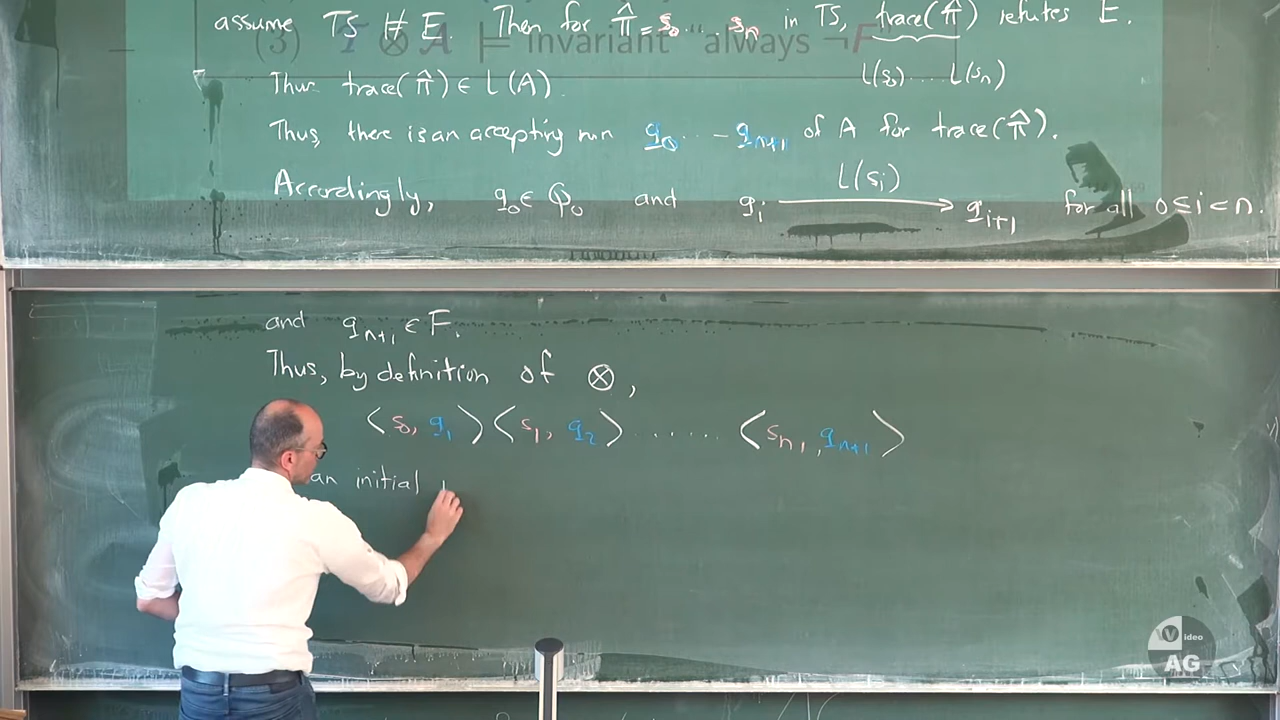 assume TS ⊭ E. Then for π̂ = s₀ … sₙ in TS, trace(π̂) refutes E.
(3) T ⊗ A ⊨ invariant "always ¬F"
L(s₀) .... L(sₙ)
Thus trace(π̂) ∈ L(A).
Thus, there is an accepting run q₀ ... qₙ₊₁ of A for trace(π̂).
Accordingly, q₀ ∈ Q₀ and qᵢ —L(sᵢ)→ qᵢ₊₁ for all 0 ≤ i < n.
and qₙ₊₁ ∈ F.
Thus, by definition of ⊗,
⟨s₀, q₁⟩⟨s₁, q₂⟩ ...... ⟨sₙ, qₙ₊₁⟩
an initial
Video
AG